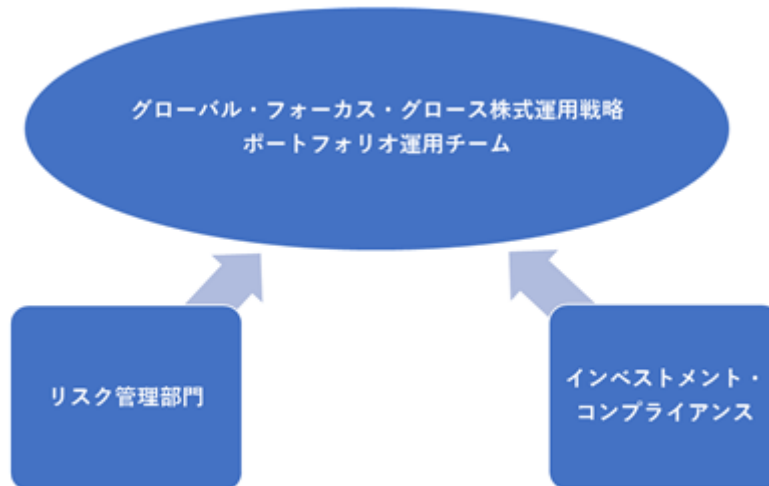 グローバル・フォーカス・グロース株式運用戦略
ポートフォリオ運用チーム
リスク管理部門
インベストメント・
コンプライアンス